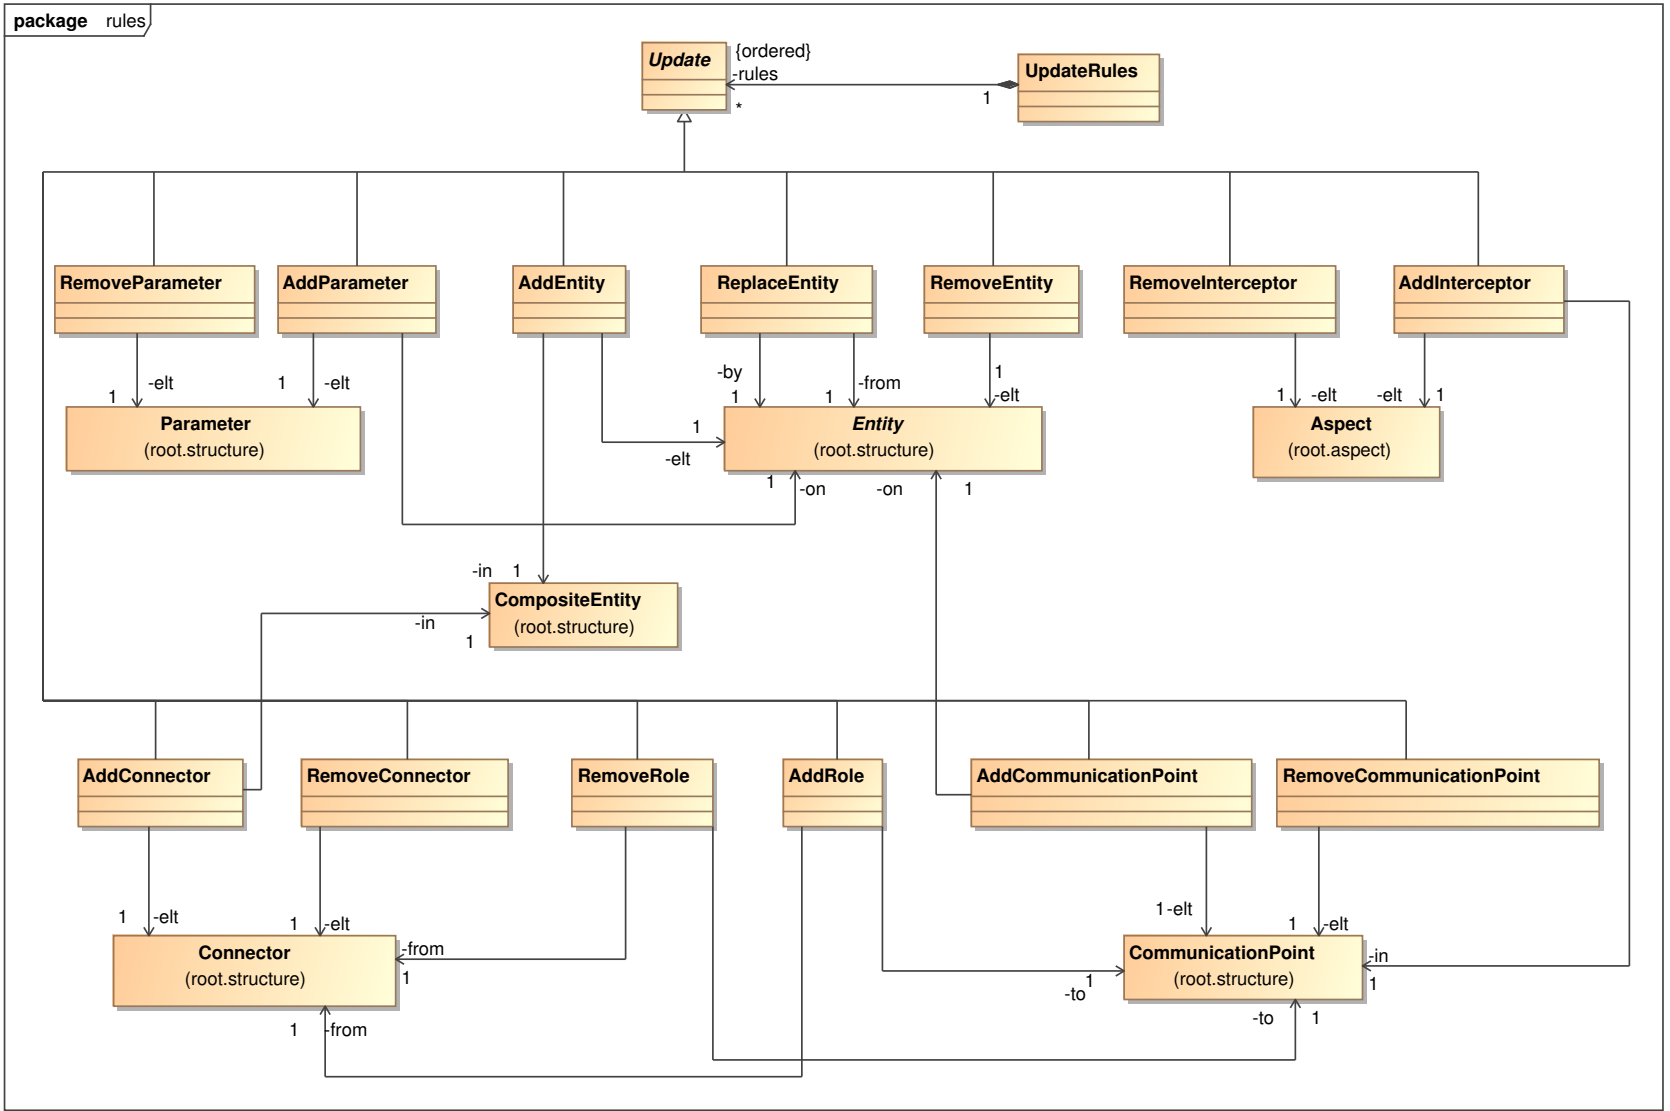 package rules
Update
{ordered}
-rules
*
1
UpdateRules
RemoveParameter
AddParameter
AddEntity
ReplaceEntity
RemoveEntity
RemoveInterceptor
AddInterceptor
1
-elt
1
-elt
-by
1
1
-from
1
-elt
1
-elt
-elt
1
Parameter
(root.structure)
1
-elt
Entity
(root.structure)
Aspect
(root.aspect)
1
-on
-on
1
-in
1
CompositeEntity
(root.structure)
-in
1
AddConnector
RemoveConnector
RemoveRole
AddRole
AddCommunicationPoint
RemoveCommunicationPoint
1
-elt
1
-elt
1
-elt
1
-elt
Connector
(root.structure)
-from
1
CommunicationPoint
(root.structure)
-in
1
1
-to
1
-from
-to
1